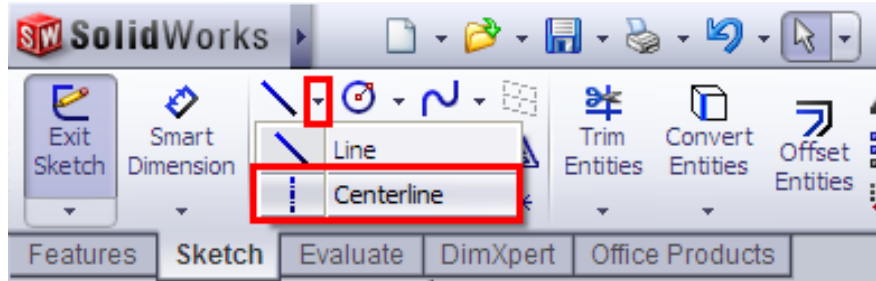 SW SolidWorks
Exit Sketch
Smart Dimension
Line
Centerline
Trim Entities
Convert Entities
Offset Entities
Features Sketch Evaluate DimXpert Office Products